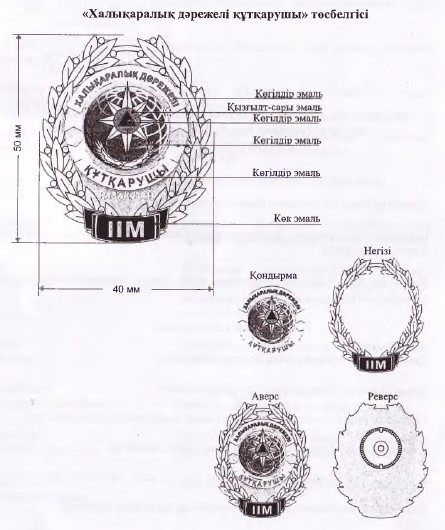 «Халықаралық дәрежелі құтқарушы» төсбелгісі
ХАЛЫҚАРАЛЫҚ ДӘРЕЖЕЛІ
ҚҰТҚАРУШЫ
ІІМ
50 мм
40 мм
Көгілдір эмаль
Қызғылт-сары эмаль
Көгілдір эмаль
Көгілдір эмаль
Көгілдір эмаль
Көк эмаль
Қондырма
ХАЛЫҚАРАЛЫҚ ДӘРЕЖЕЛІ
ҚҰТҚАРУШЫ
Негізі
ІІМ
Аверс
ХАЛЫҚАРАЛЫҚ ДӘРЕЖЕЛІ
ҚҰТҚАРУШЫ
ІІМ
Реверс